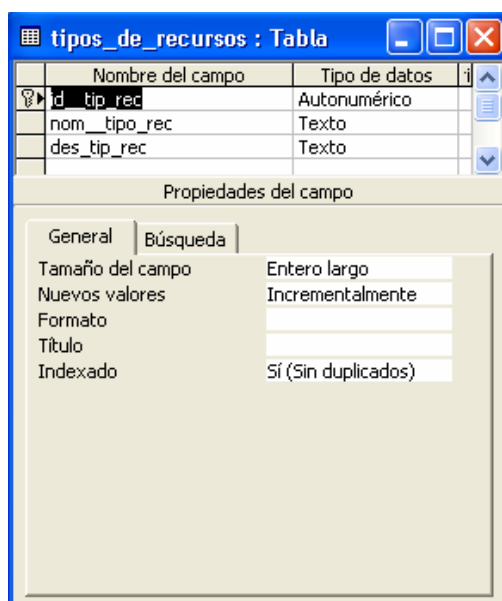 tipos_de_recursos : Tabla
Nombre del campo Tipo de datos
id__tip_rec Autonumérico
nom__tipo_rec Texto
des_tip_rec Texto
Propiedades del campo
General Búsqueda
Tamaño del campo Entero largo
Nuevos valores Incrementalmente
Formato
Título
Indexado Sí (Sin duplicados)